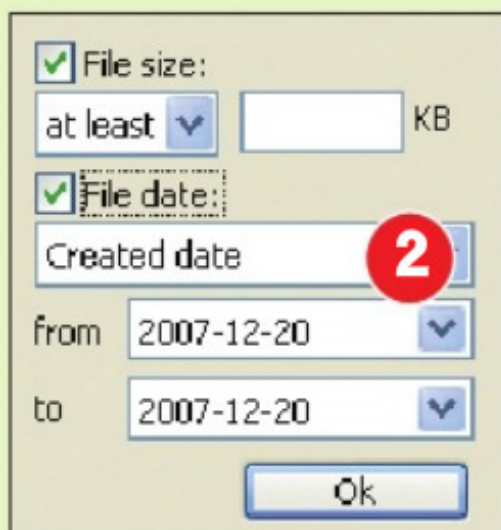 File size:
at least KB
File date:
Created date 2
from 2007-12-20
to 2007-12-20
Ok